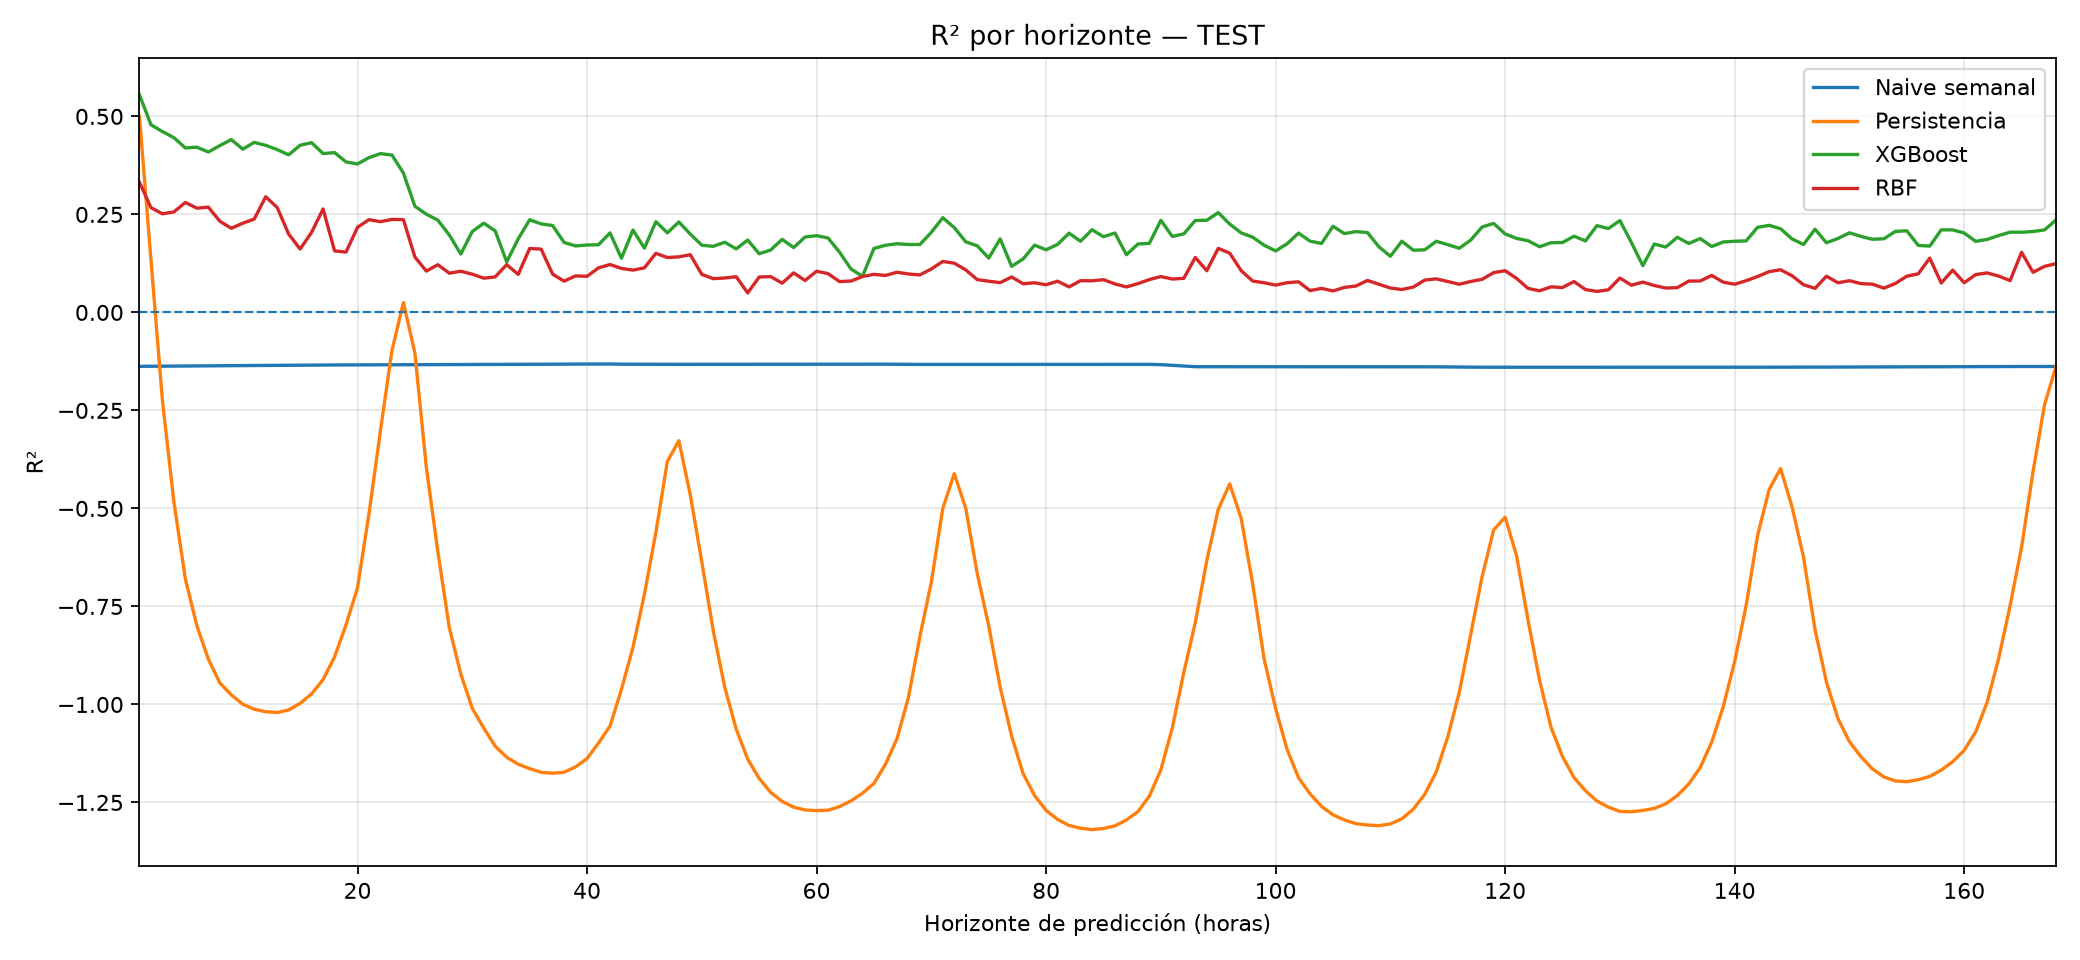 R² por horizonte — TEST
Naive semanal
Persistencia
XGBoost
RBF
R²
0.50
0.25
0.00
−0.25
−0.50
−0.75
−1.00
−1.25
20 40 60 80 100 120 140 160
Horizonte de predicción (horas)